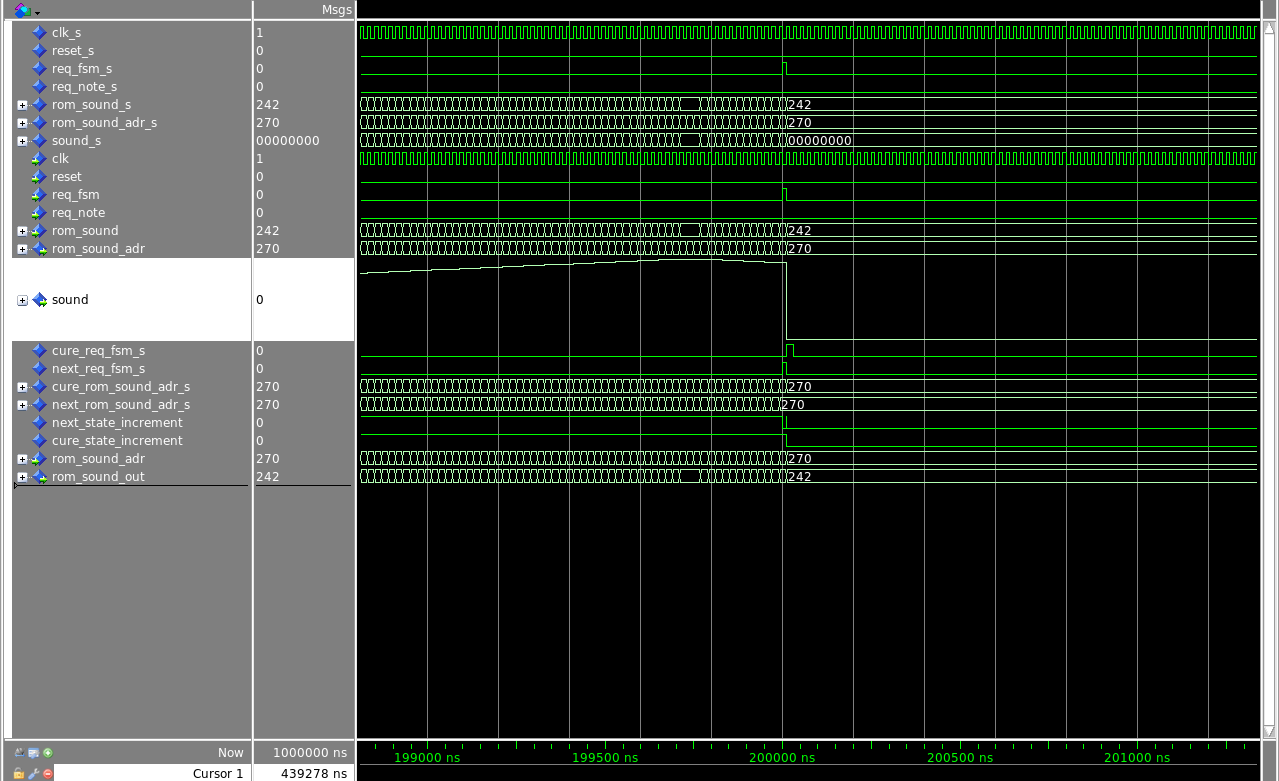 Msgs
clk_s 1
reset_s 0
req_fsm_s 0
req_note_s 0
rom_sound_s 242 242
rom_sound_adr_s 270 270
sound_s 00000000 00000000
clk 1
reset 0
req_fsm 0
req_note 0
rom_sound 242 242
rom_sound_adr 270 270
sound 0
cure_req_fsm_s 0
next_req_fsm_s 0
cure_rom_sound_adr_s 270 270
next_rom_sound_adr_s 270 270
next_state_increment 0
cure_state_increment 0
rom_sound_adr 270 270
rom_sound_out 242 242
Now 1000000 ns 199000 ns 199500 ns 200000 ns 200500 ns 201000 ns
Cursor 1 439278 ns